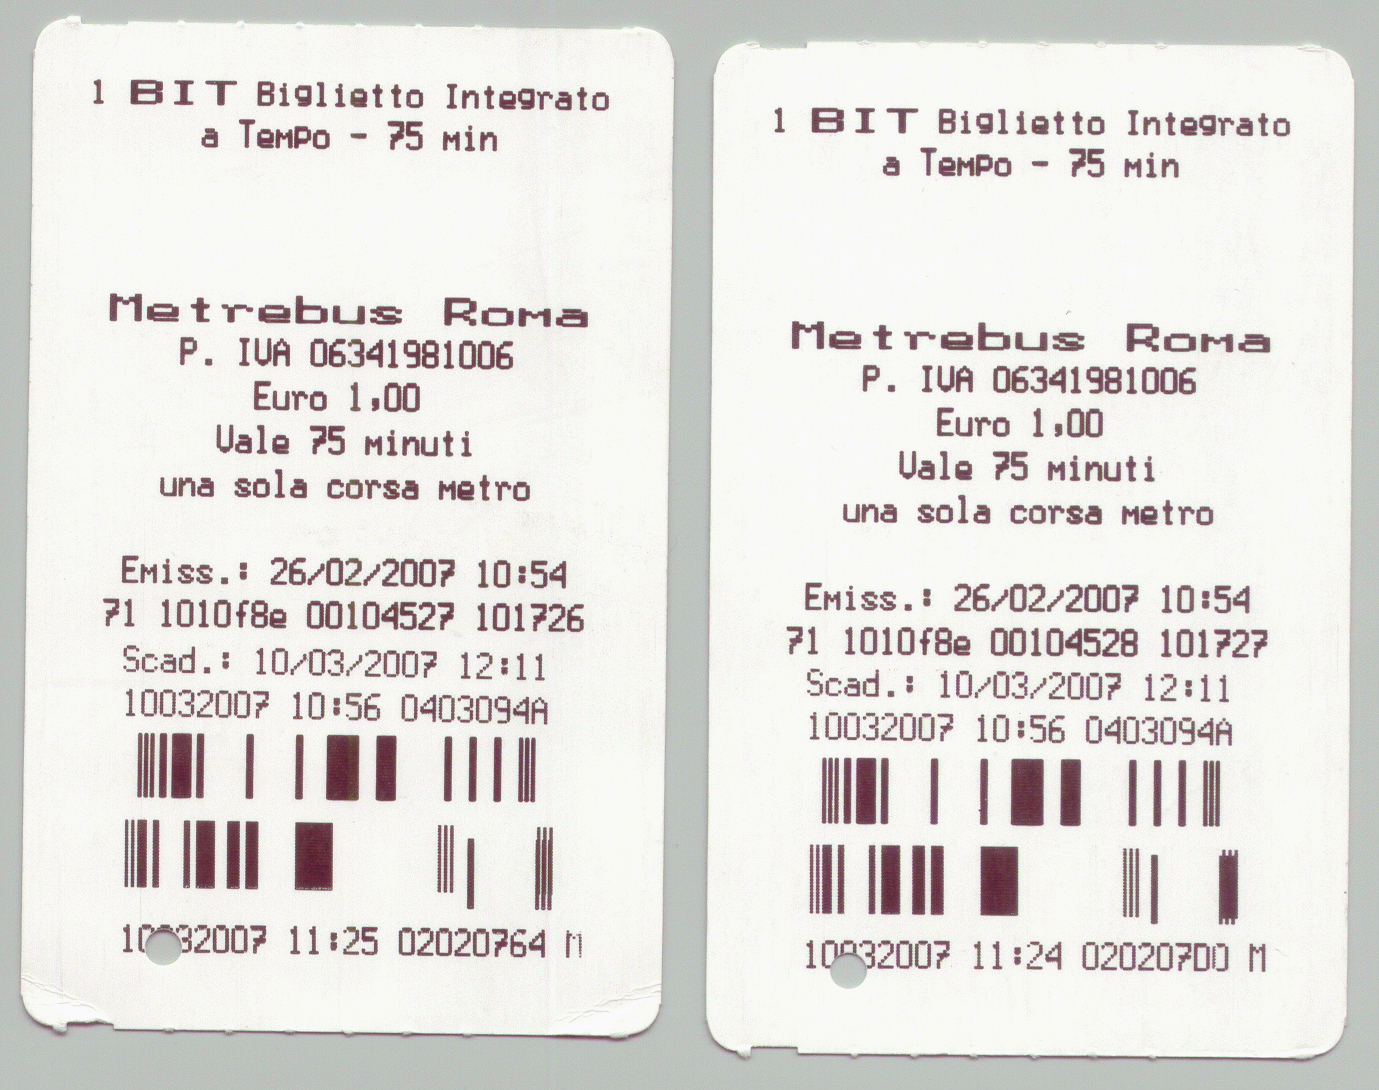 1 BIT Biglietto Integrato
a Tempo - 75 min
Metrebus Roma
P. IVA 06341981006
Euro 1,00
Vale 75 minuti
una sola corsa metro
Emiss.: 26/02/2007 10:54
71 1010f8e 00104527 101726
Scad.: 10/03/2007 12:11
10032007 10:56 0403094A
10032007 11:25 02020764 M
1 BIT Biglietto Integrato
a Tempo - 75 min
Metrebus Roma
P. IVA 06341981006
Euro 1,00
Vale 75 minuti
una sola corsa metro
Emiss.: 26/02/2007 10:54
71 1010f8e 00104528 101727
Scad.: 10/03/2007 12:11
10032007 10:56 0403094A
10032007 11:24 020207D0 M